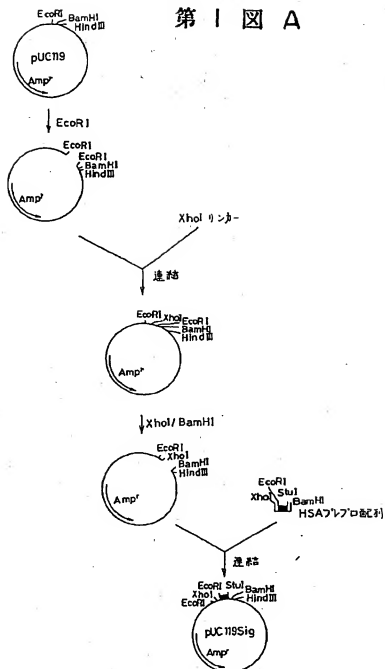 第1図 A
EcoRI
BamHI
HindIII
pUC119
Ampʳ
EcoRI
EcoRI
EcoRI
BamHI
HindIII
XhoI リンカー
連結
EcoRI XhoI EcoRI
BamHI
HindIII
Ampʳ
XhoI/BamHI
EcoRI
XhoI
BamHI
HindIII
Ampʳ
EcoRI
StuI
XhoI
BamHI
HSAプレプロ配列
連結
EcoRI StuI
XhoI
BamHI
EcoRI
HindIII
pUC119Sig
Ampʳ